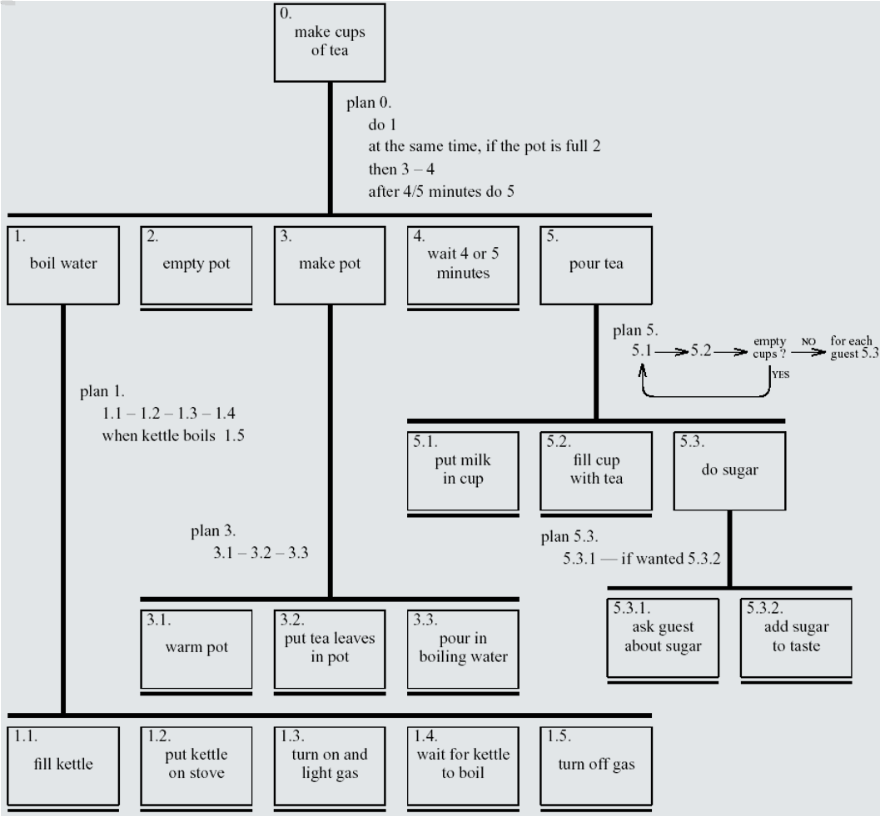 0.
make cups
of tea
plan 0.
do 1
at the same time, if the pot is full 2
then 3 – 4
after 4/5 minutes do 5
1.
boil water
2.
empty pot
3.
make pot
4.
wait 4 or 5
minutes
5.
pour tea
plan 5.
5.1
5.2
empty
cups ?
NO
for each
guest 5.3
YES
plan 1.
1.1 – 1.2 – 1.3 – 1.4
when kettle boils 1.5
5.1.
put milk
in cup
5.2.
fill cup
with tea
5.3.
do sugar
plan 3.
3.1 – 3.2 – 3.3
plan 5.3.
5.3.1 — if wanted 5.3.2
3.1.
warm pot
3.2.
put tea leaves
in pot
3.3.
pour in
boiling water
5.3.1.
ask guest
about sugar
5.3.2.
add sugar
to taste
1.1.
fill kettle
1.2.
put kettle
on stove
1.3.
turn on and
light gas
1.4.
wait for kettle
to boil
1.5.
turn off gas